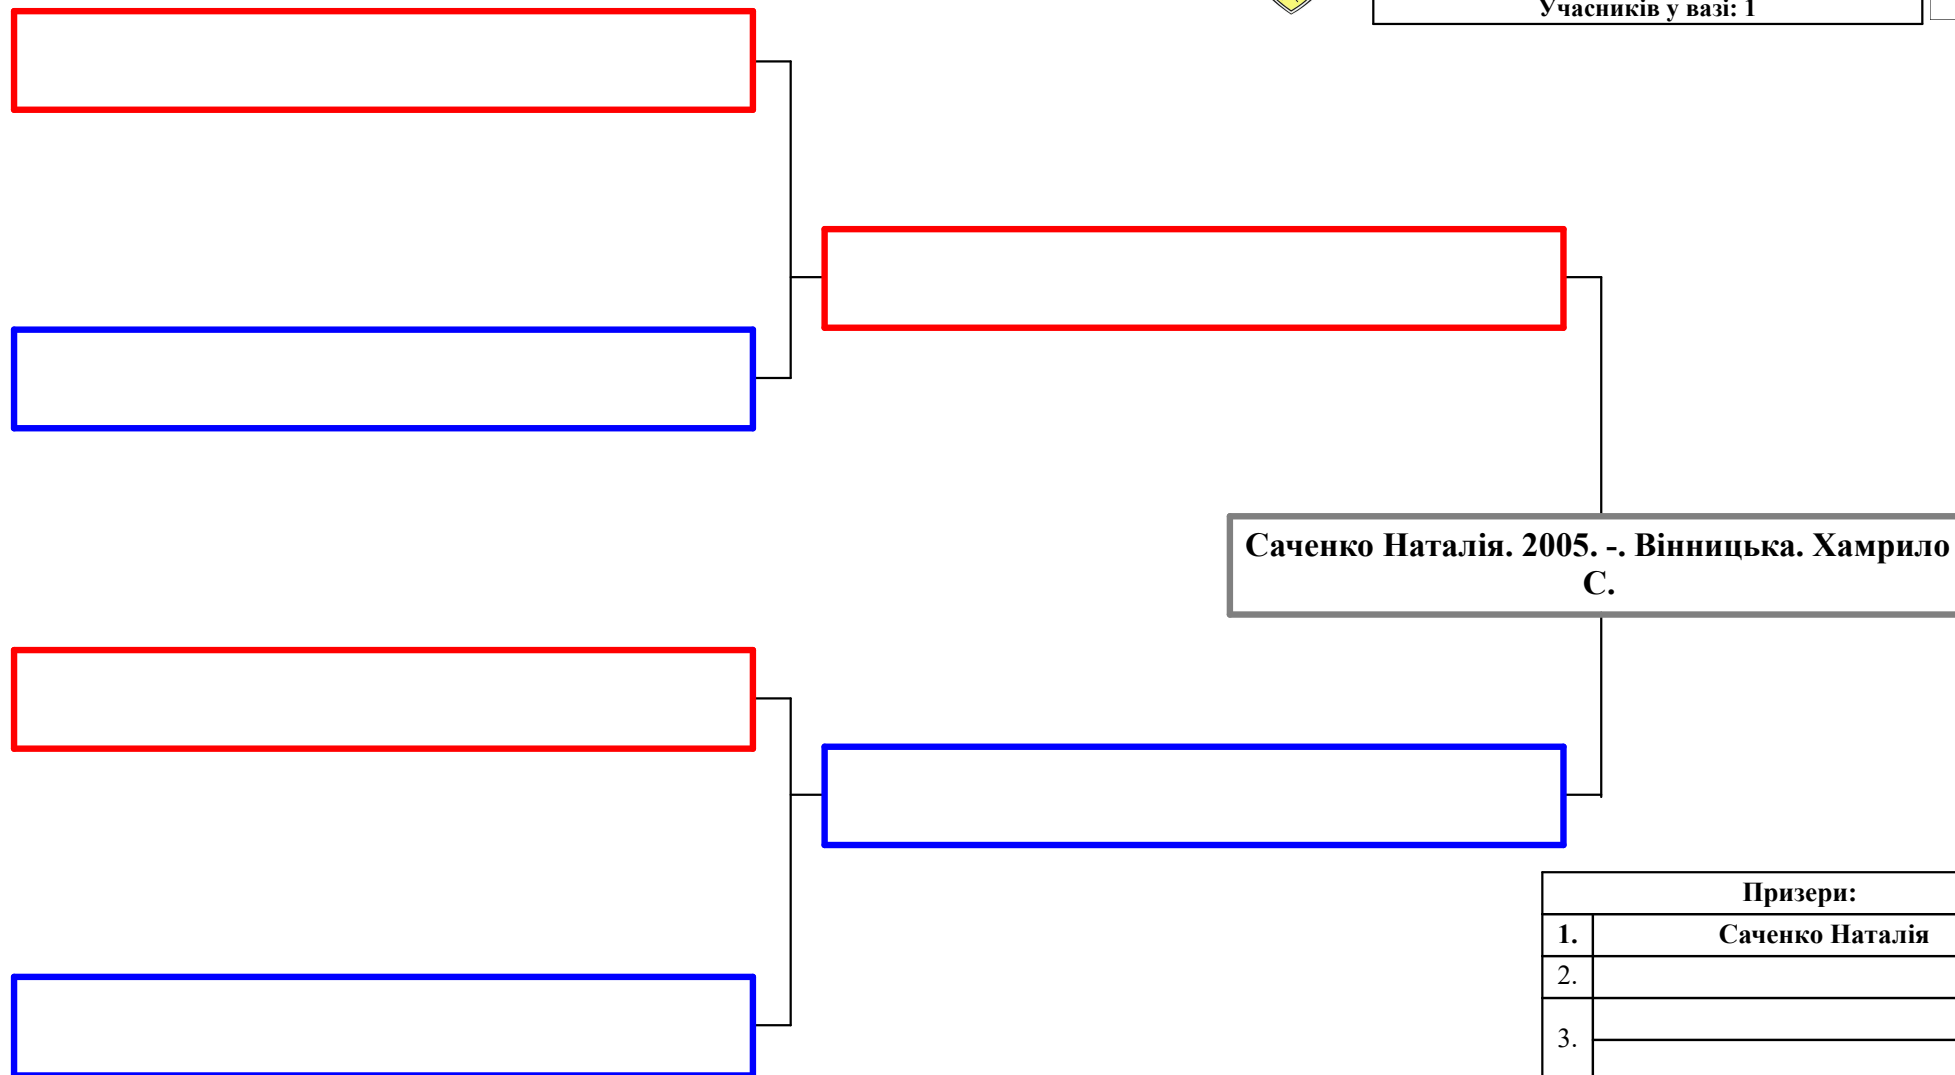 Учасників у вазі: 1
Саченко Наталія. 2005. -. Вінницька. Хамрило
С.
Призери:
1. Саченко Наталія
2.
3.